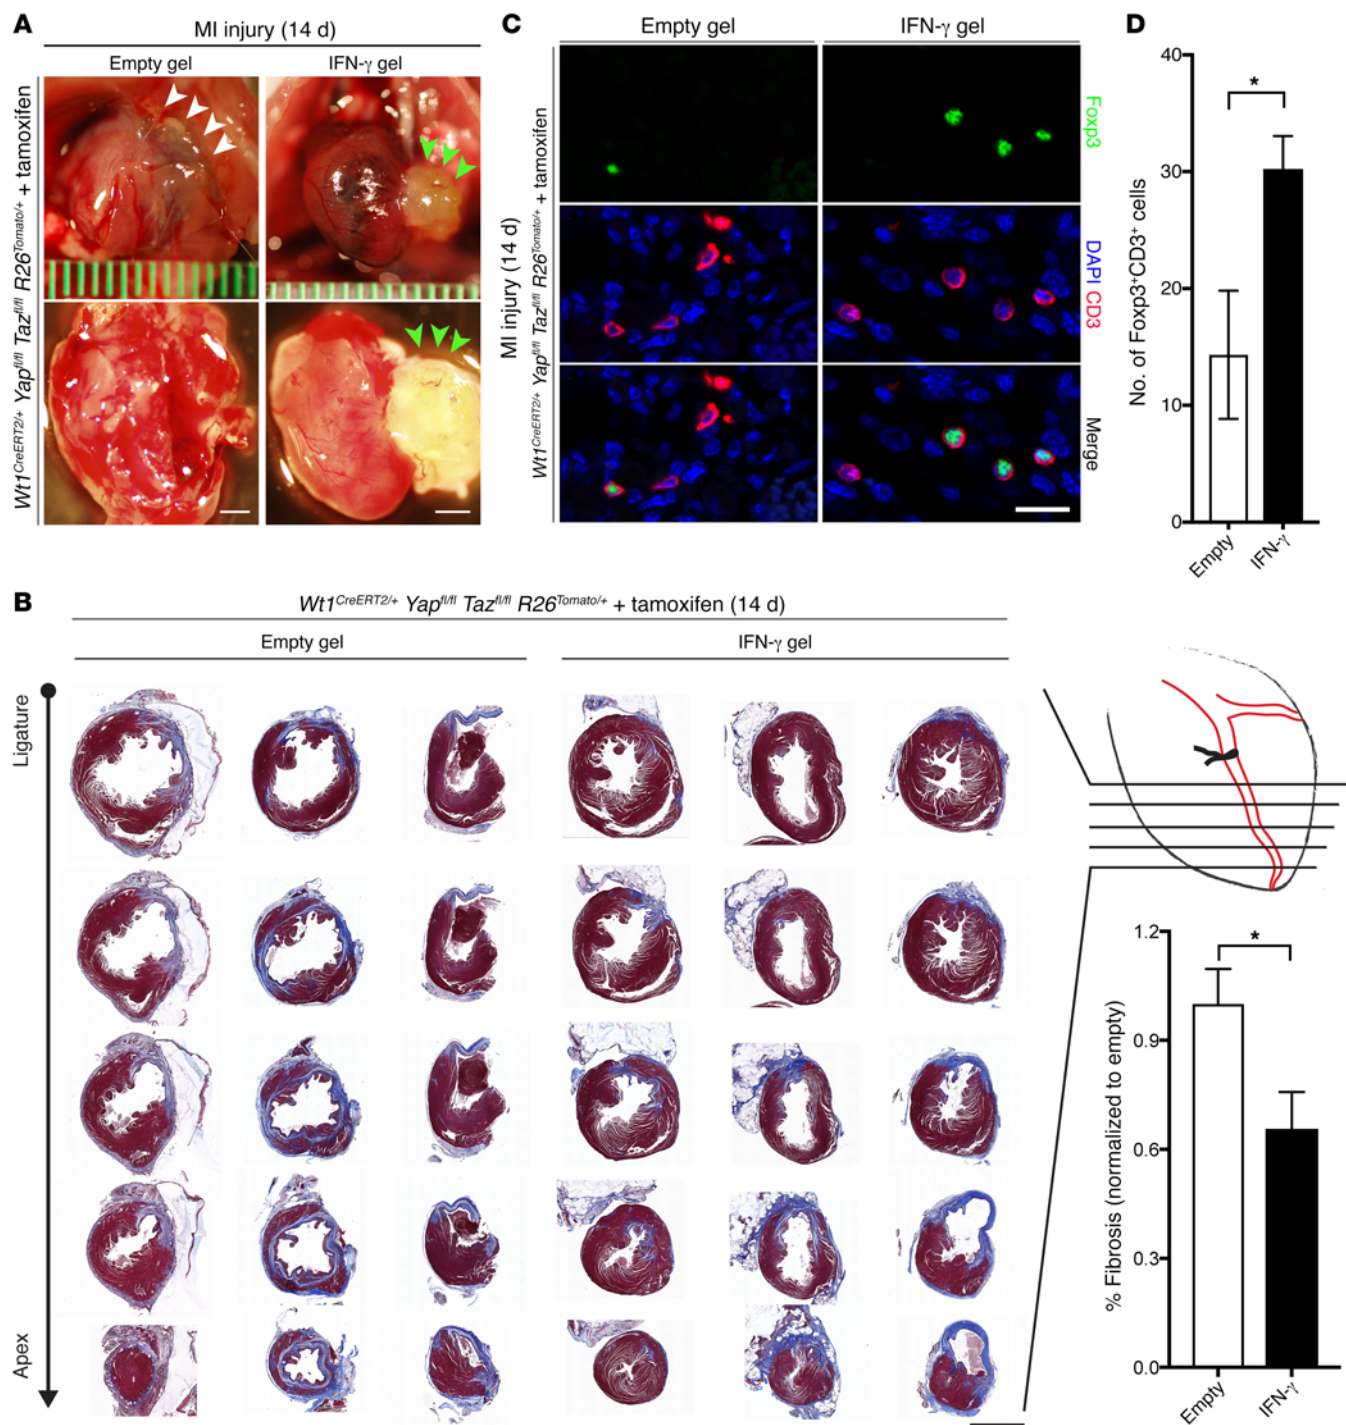 A
MI injury (14 d)
Empty gel
IFN-γ gel
Wt1CreERT2/+ Yapfl/fl Tazfl/fl R26Tomato/+ + tamoxifen
C
Empty gel
IFN-γ gel
MI injury (14 d)
Wt1CreERT2/+ Yapfl/fl Tazfl/fl R26Tomato/+ + tamoxifen
Foxp3
DAPI CD3
Merge
D
No. of Foxp3+CD3+ cells
40
30
20
10
0
*
Empty
IFN-γ
B
Wt1CreERT2/+ Yapfl/fl Tazfl/fl R26Tomato/+ + tamoxifen (14 d)
Empty gel
IFN-γ gel
Ligature
Apex
% Fibrosis (normalized to empty)
1.2
0.9
0.6
0.3
0.0
*
Empty
IFN-γ